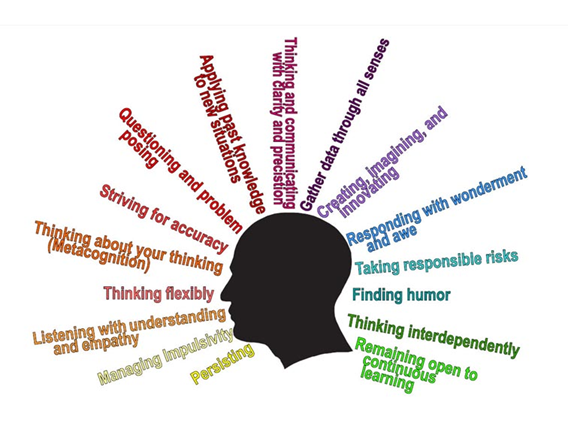 Persisting
Managing Impulsivity
Listening with understanding
and empathy
Thinking flexibly
Thinking about your thinking
(Metacognition)
Striving for accuracy
Questioning and problem
posing
Applying past knowledge
to new situations
Thinking and communicating
with clarity and precistion
Gather data through all senses
Creating, imagining, and
innovating
Responding with wonderment
and awe
Taking responsible risks
Finding humor
Thinking interdependently
Remaining open to
continuous
learning